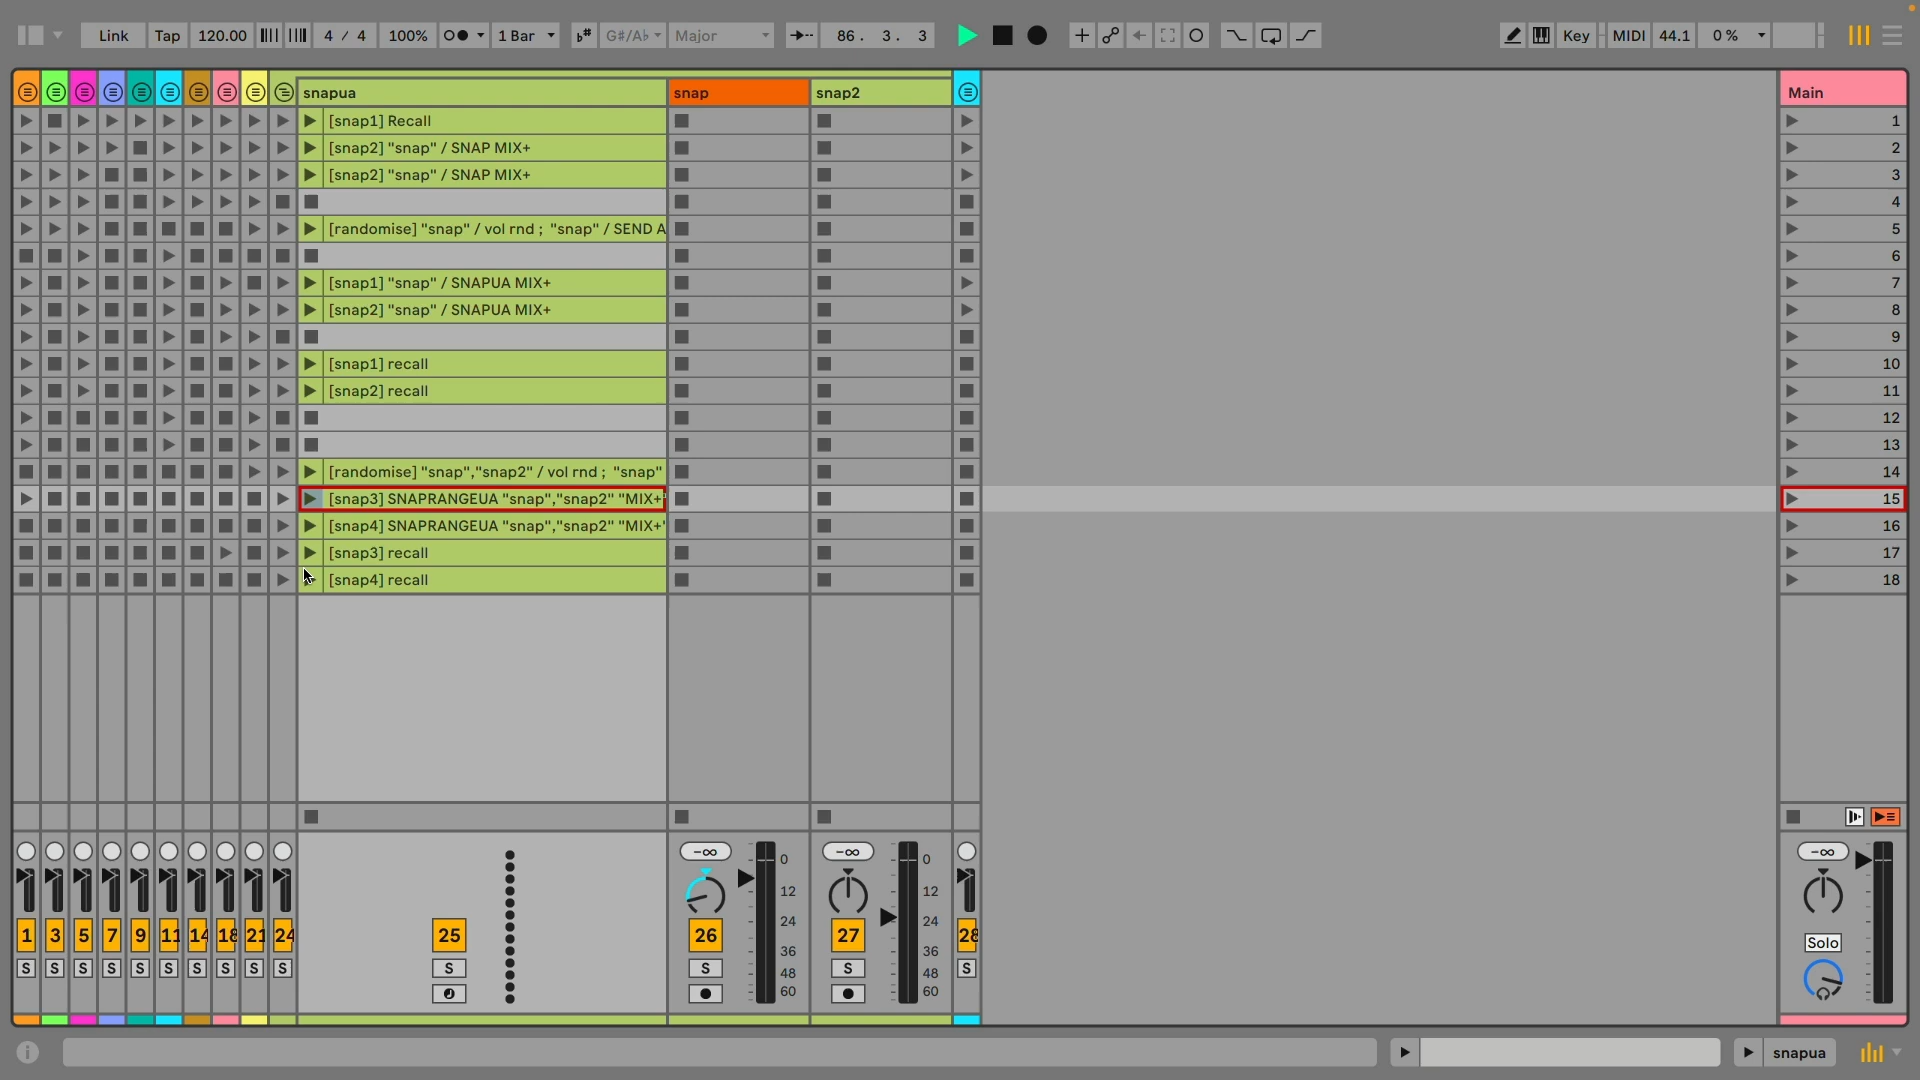 Link Tap 120.00 4 / 4 100% 1 Bar G#/A♭ Major 86. 3. 3 Key MIDI 44.1 0 %
snapua snap snap2 Main
[snap1] Recall 1
[snap2] "snap" / SNAP MIX+ 2
[snap2] "snap" / SNAP MIX+ 3
4
[randomise] "snap" / vol rnd ; "snap" / SEND A 5
6
[snap1] "snap" / SNAPUA MIX+ 7
[snap2] "snap" / SNAPUA MIX+ 8
9
[snap1] recall 10
[snap2] recall 11
12
13
[randomise] "snap","snap2" / vol rnd ; "snap" 14
[snap3] SNAPRANGEUA "snap","snap2" "MIX+" 15
[snap4] SNAPRANGEUA "snap","snap2" "MIX+" 16
[snap3] recall 17
[snap4] recall 18
-∞ -∞ -∞
0 0
12 12
24 24
1 3 5 7 9 11 14 18 21 24 25 26 27 28
Solo
36 36
S S S S S S S S S S S S S S
48 48
60 60
snapua